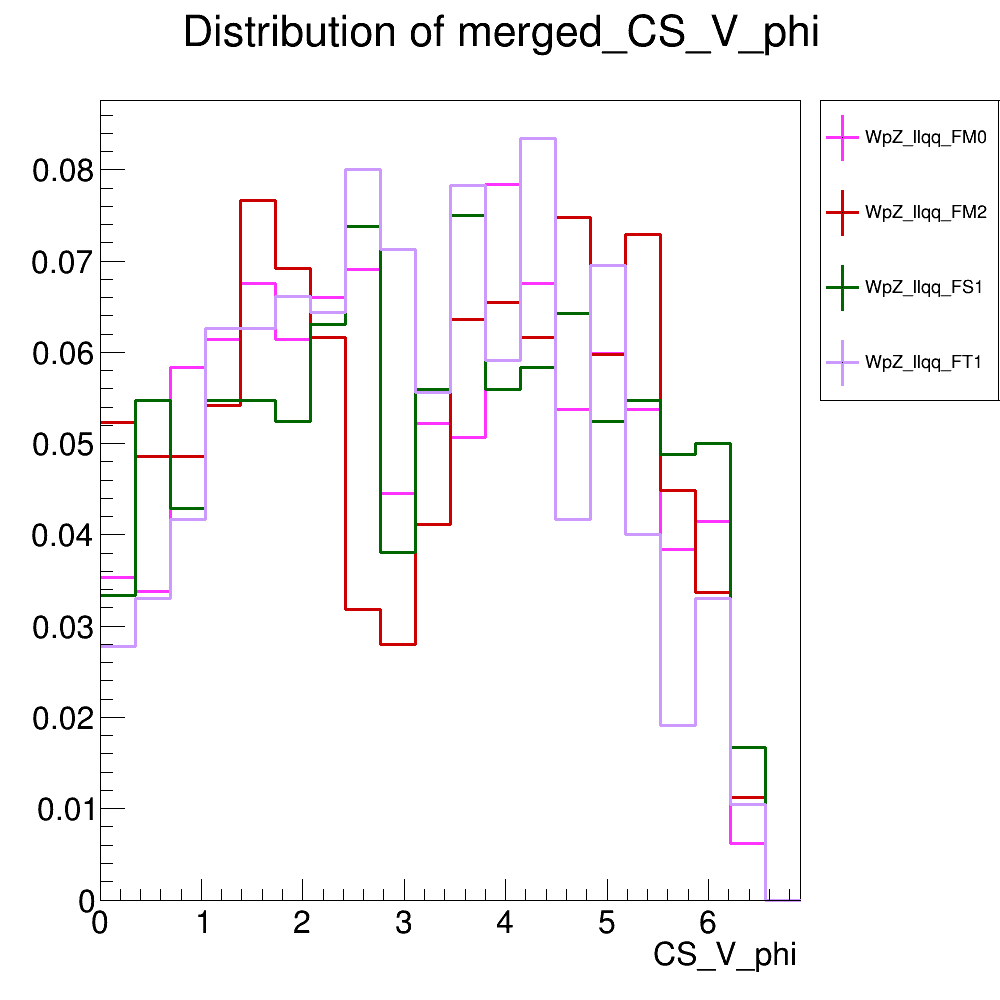 Distribution of merged_CS_V_phi
WpZ_llqq_FM0
WpZ_llqq_FM2
WpZ_llqq_FS1
WpZ_llqq_FT1
0.08
0.07
0.06
0.05
0.04
0.03
0.02
0.01
0
0 1 2 3 4 5 6
CS_V_phi